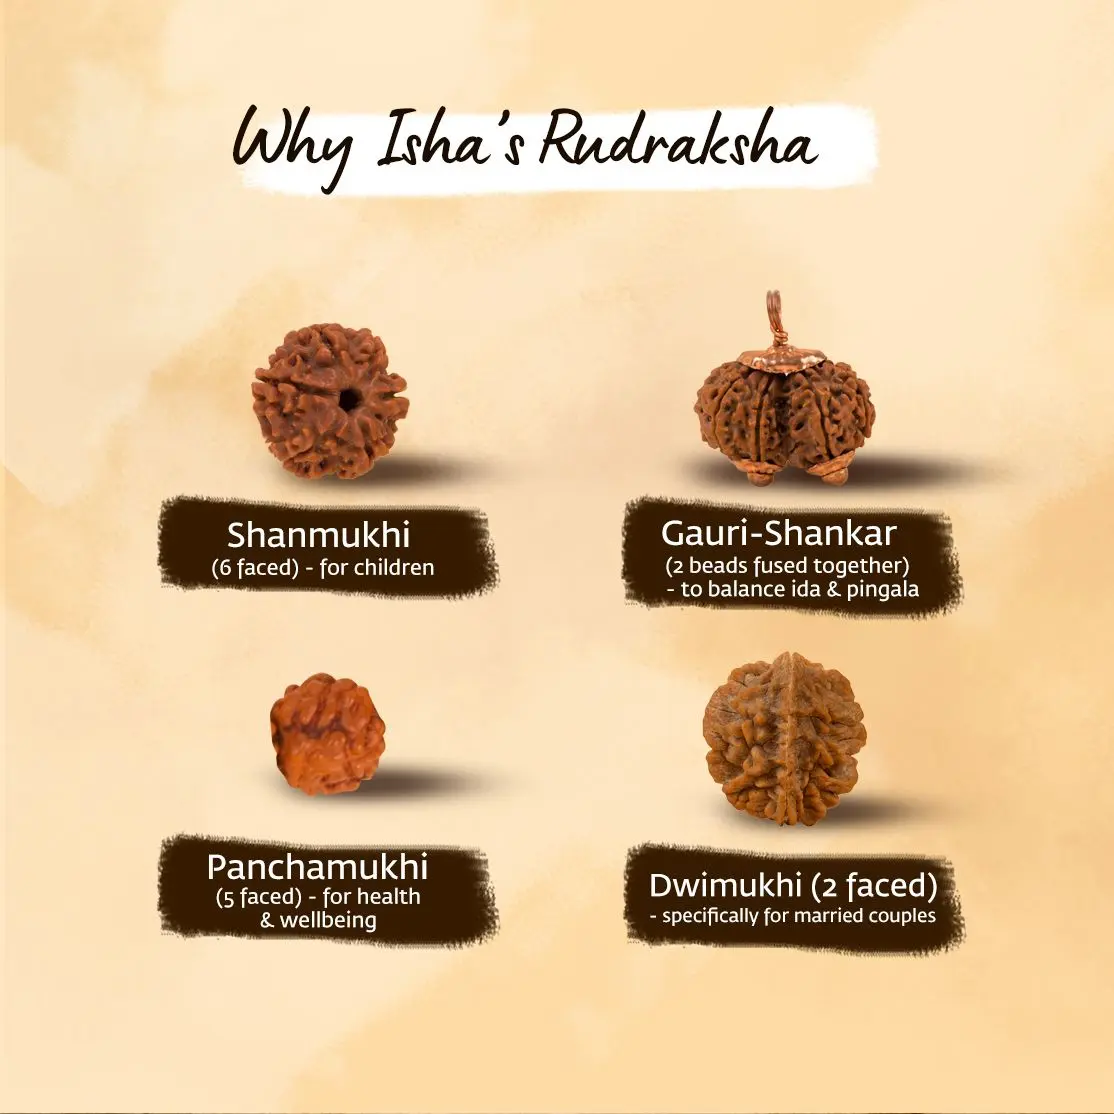 Why Isha's Rudraksha
Shanmukhi
(6 faced) - for children
Gauri-Shankar
(2 beads fused together)
- to balance ida & pingala
Panchamukhi
(5 faced) - for health
& wellbeing
Dwimukhi (2 faced)
- specifically for married couples